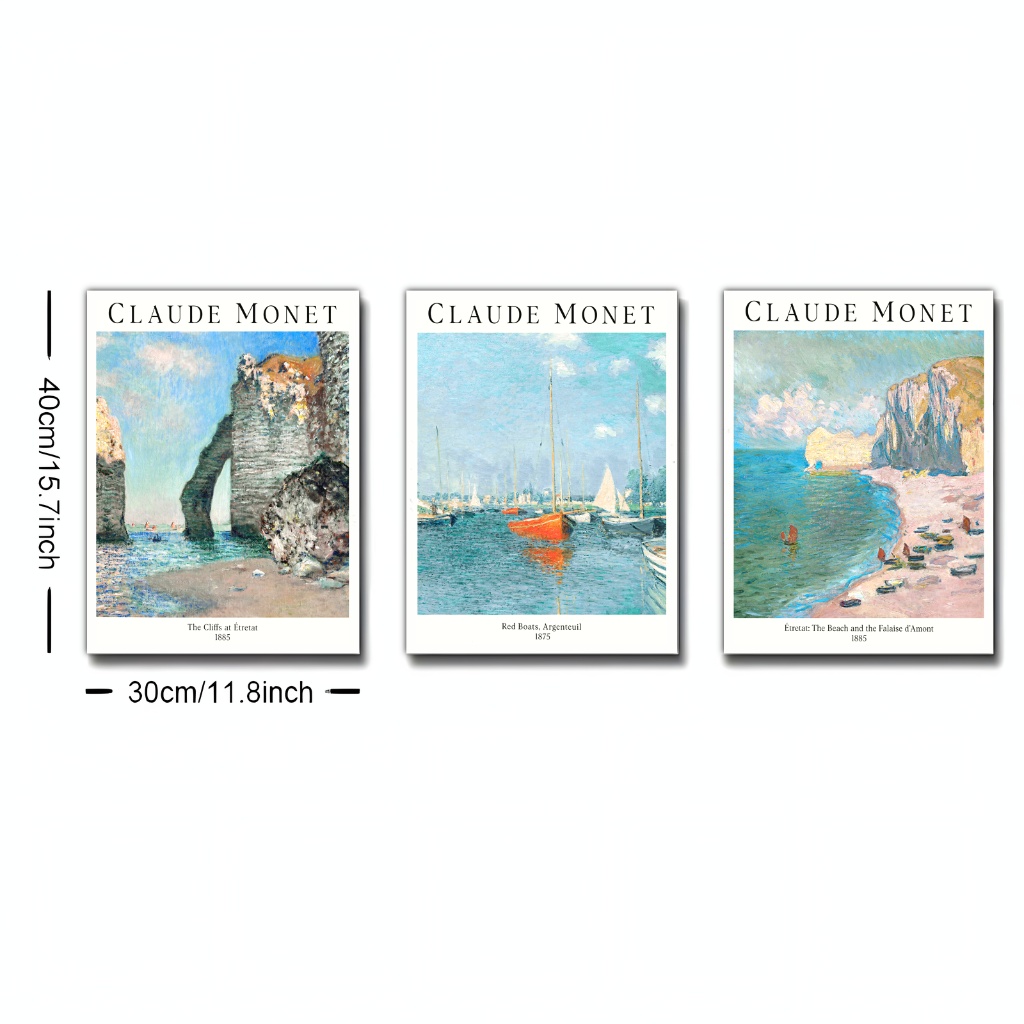 CLAUDE MONET
The Cliffs at Étretat
1885
CLAUDE MONET
Red Boats, Argenteuil
1875
CLAUDE MONET
Étretat: The Beach and the Falaise d'Amont
1885
40cm/15.7inch
30cm/11.8inch